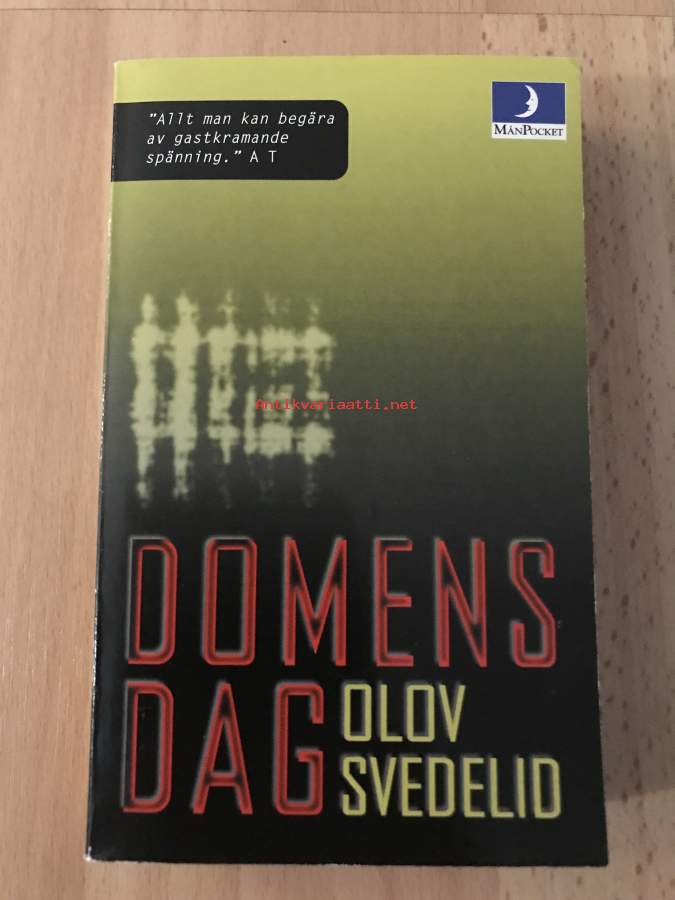 "Allt man kan begära
av gastkramande
spänning." A T
MÅNPOCKET
Antikvariaatti.net
DOMENS
DAG
OLOV
SVEDELID